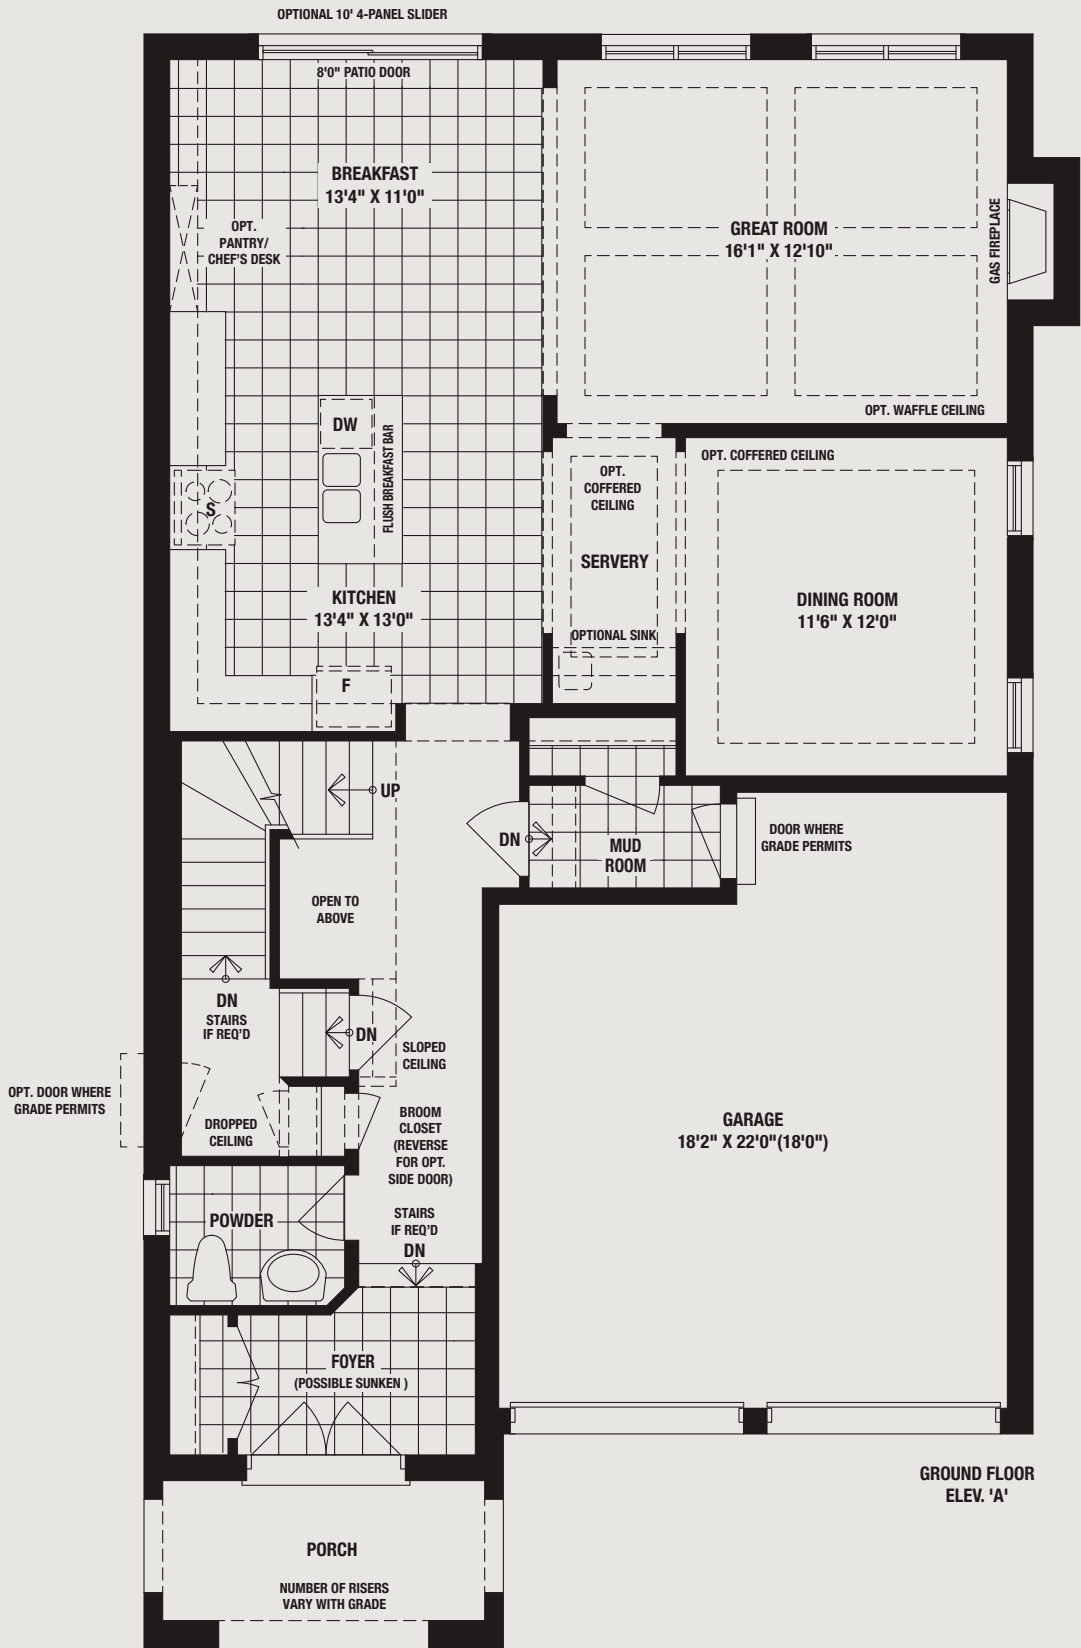 OPTIONAL 10' 4-PANEL SLIDER
8'0" PATIO DOOR
BREAKFAST
13'4" X 11'0"
OPT.
PANTRY/
CHEF'S DESK
GREAT ROOM
16'1" X 12'10"
GAS FIREPLACE
OPT. WAFFLE CEILING
DW
FLUSH BREAKFAST BAR
S
OPT.
COFFERED
CEILING
SERVERY
OPTIONAL SINK
OPT. COFFERED CEILING
DINING ROOM
11'6" X 12'0"
KITCHEN
13'4" X 13'0"
F
UP
DN
MUD
ROOM
DOOR WHERE
GRADE PERMITS
OPEN TO
ABOVE
DN
STAIRS
IF REQ'D
DN
SLOPED
CEILING
OPT. DOOR WHERE
GRADE PERMITS
DROPPED
CEILING
BROOM
CLOSET
(REVERSE
FOR OPT.
SIDE DOOR)
GARAGE
18'2" X 22'0"(18'0")
POWDER
STAIRS
IF REQ'D
DN
FOYER
(POSSIBLE SUNKEN )
GROUND FLOOR
ELEV. 'A'
PORCH
NUMBER OF RISERS
VARY WITH GRADE